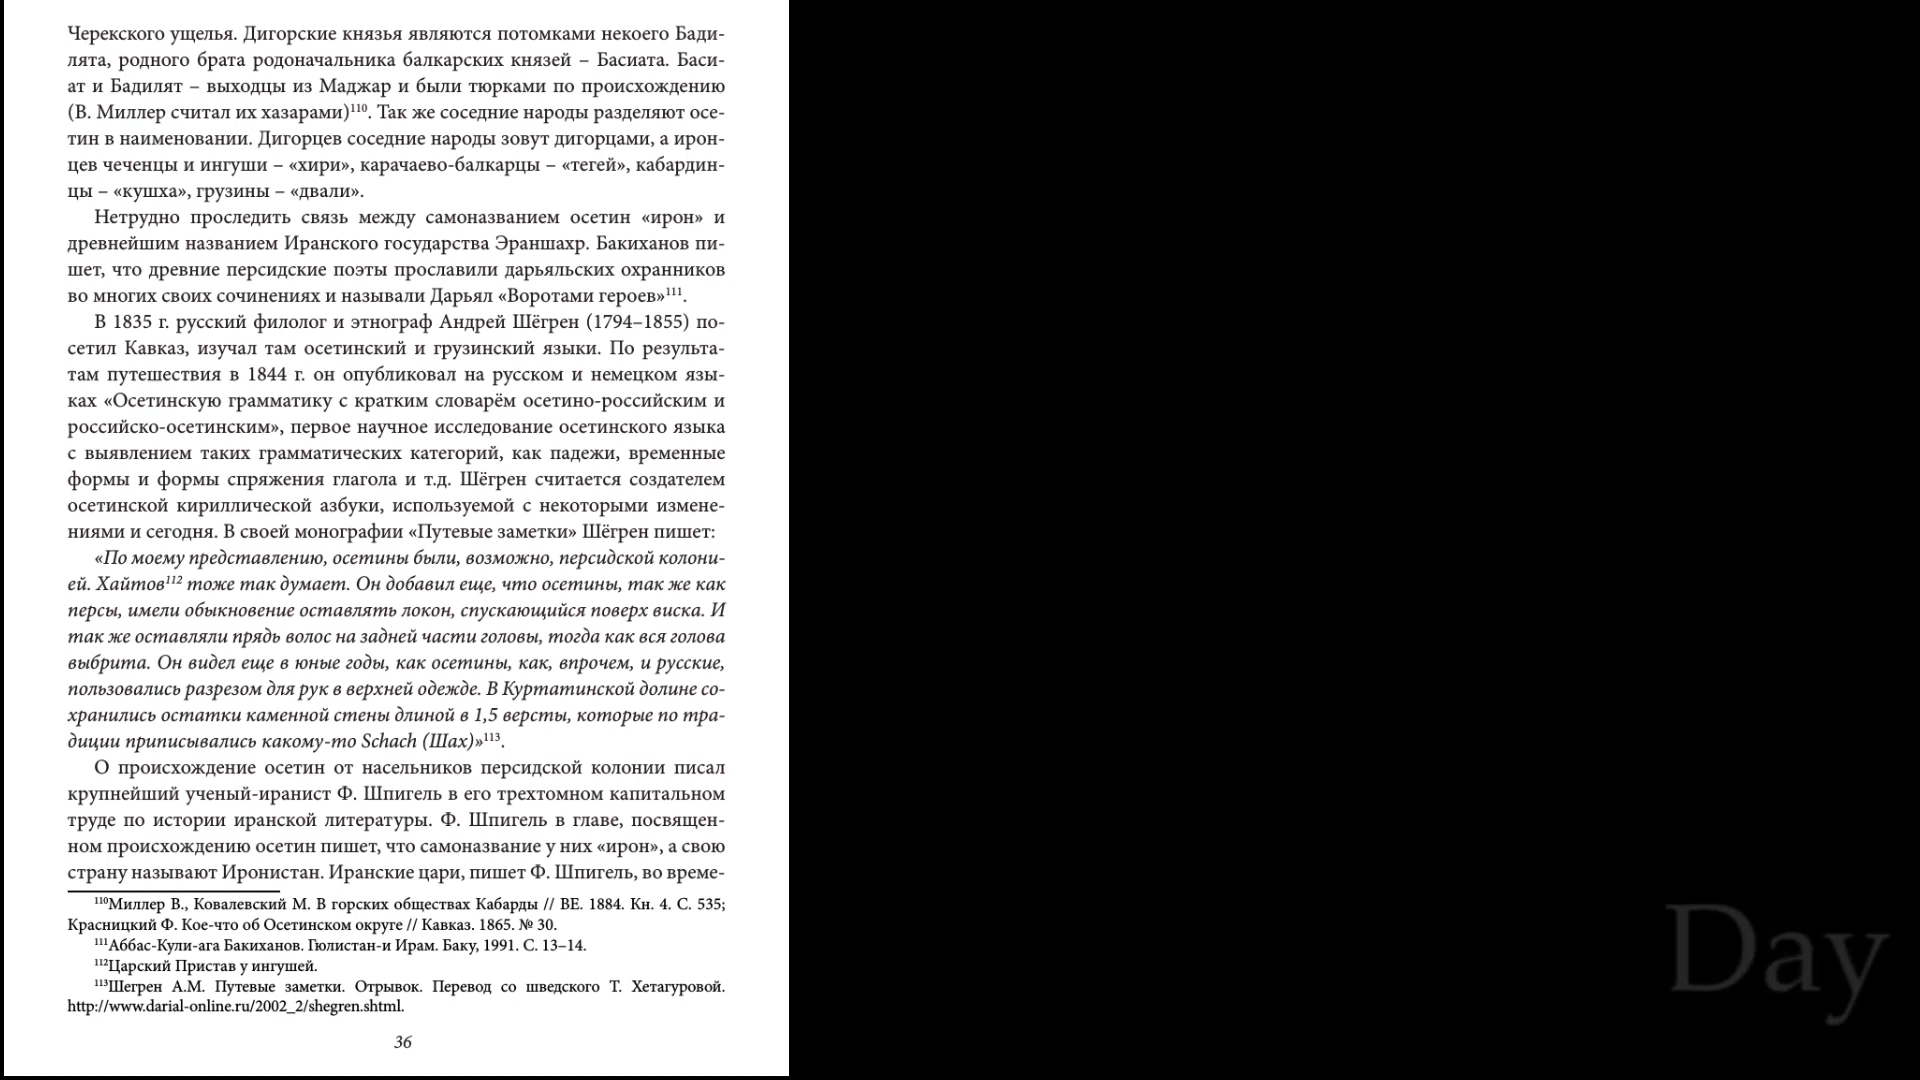 Черекского ущелья. Дигорские князья являются потомками некоего Бади-
лята, родного брата родоначальника балкарских князей – Басиата. Баси-
ат и Бадилят – выходцы из Маджар и были тюрками по происхождению
(В. Миллер считал их хазарами)110. Так же соседние народы разделяют осе-
тин в наименовании. Дигорцев соседние народы зовут дигорцами, а ирон-
цев чеченцы и ингуши – «хири», карачаево-балкарцы – «тегей», кабардин-
цы – «кушха», грузины – «двали».
Нетрудно проследить связь между самоназванием осетин «ирон» и
древнейшим названием Иранского государства Эраншахр. Бакиханов пи-
шет, что древние персидские поэты прославили дарьяльских охранников
во многих своих сочинениях и называли Дарьял «Воротами героев»111.
В 1835 г. русский филолог и этнограф Андрей Шёгрен (1794–1855) по-
сетил Кавказ, изучал там осетинский и грузинский языки. По результа-
там путешествия в 1844 г. он опубликовал на русском и немецком язы-
ках «Осетинскую грамматику с кратким словарём осетино-российским и
российско-осетинским», первое научное исследование осетинского языка
с выявлением таких грамматических категорий, как падежи, временные
формы и формы спряжения глагола и т.д. Шёгрен считается создателем
осетинской кириллической азбуки, используемой с некоторыми измене-
ниями и сегодня. В своей монографии «Путевые заметки» Шёгрен пишет:
«По моему представлению, осетины были, возможно, персидской колони-
ей. Хайтов112 тоже так думает. Он добавил еще, что осетины, так же как
персы, имели обыкновение оставлять локон, спускающийся поверх виска. И
так же оставляли прядь волос на задней части головы, тогда как вся голова
выбрита. Он видел еще в юные годы, как осетины, как, впрочем, и русские,
пользовались разрезом для рук в верхней одежде. В Куртатинской долине со-
хранились остатки каменной стены длиной в 1,5 версты, которые по тра-
диции приписывались какому-то Schach (Шах)»113.
О происхождение осетин от насельников персидской колонии писал
крупнейший ученый-иранист Ф. Шпигель в его трехтомном капитальном
труде по истории иранской литературы. Ф. Шпигель в главе, посвящен-
ном происхождению осетин пишет, что самоназвание у них «ирон», а свою
страну называют Иронистан. Иранские цари, пишет Ф. Шпигель, во време-
110Миллер В., Ковалевский М. В горских обществах Кабарды // ВЕ. 1884. Кн. 4. С. 535;
Красницкий Ф. Кое-что об Осетинском округе // Кавказ. 1865. № 30.
111Аббас-Кули-ага Бакиханов. Гюлистан-и Ирам. Баку, 1991. С. 13–14.
112Царский Пристав у ингушей.
113Шегрен А.М. Путевые заметки. Отрывок. Перевод со шведского Т. Хетагуровой.
http://www.darial-online.ru/2002_2/shegren.shtml.
36
Day